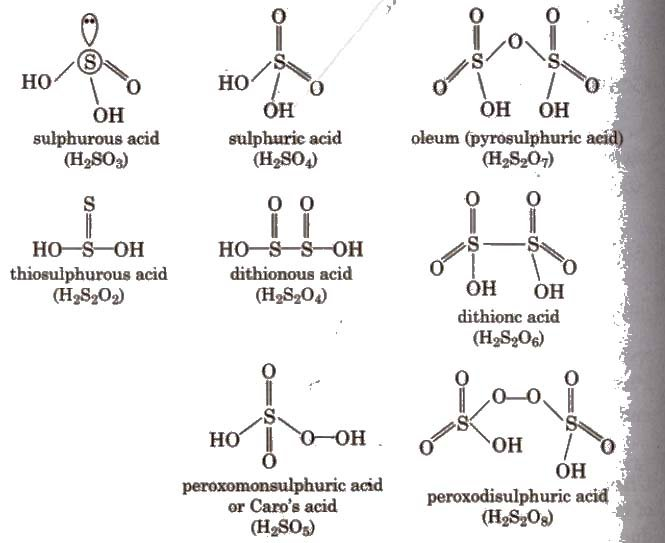 O
HO
S
O
OH
sulphurous acid
(H₂SO₃)
O
S
HO
O
OH
sulphuric acid
(H₂SO₄)
O
O
O
S
S
O
O
OH
OH
oleum (pyrosulphuric acid)
(H₂S₂O₇)
S
HO—S—OH
thiosulphurous acid
(H₂S₂O₂)
O O
HO—S—S—OH
dithionous acid
(H₂S₂O₄)
O
O
S
S
O
O
OH
OH
dithionc acid
(H₂S₂O₆)
O
S
HO
O—OH
O
peroxomonsulphuric acid
or Caro's acid
(H₂SO₅)
O
O—O
O
S
S
O
OH
O
OH
peroxodisulphuric acid
(H₂S₂O₈)